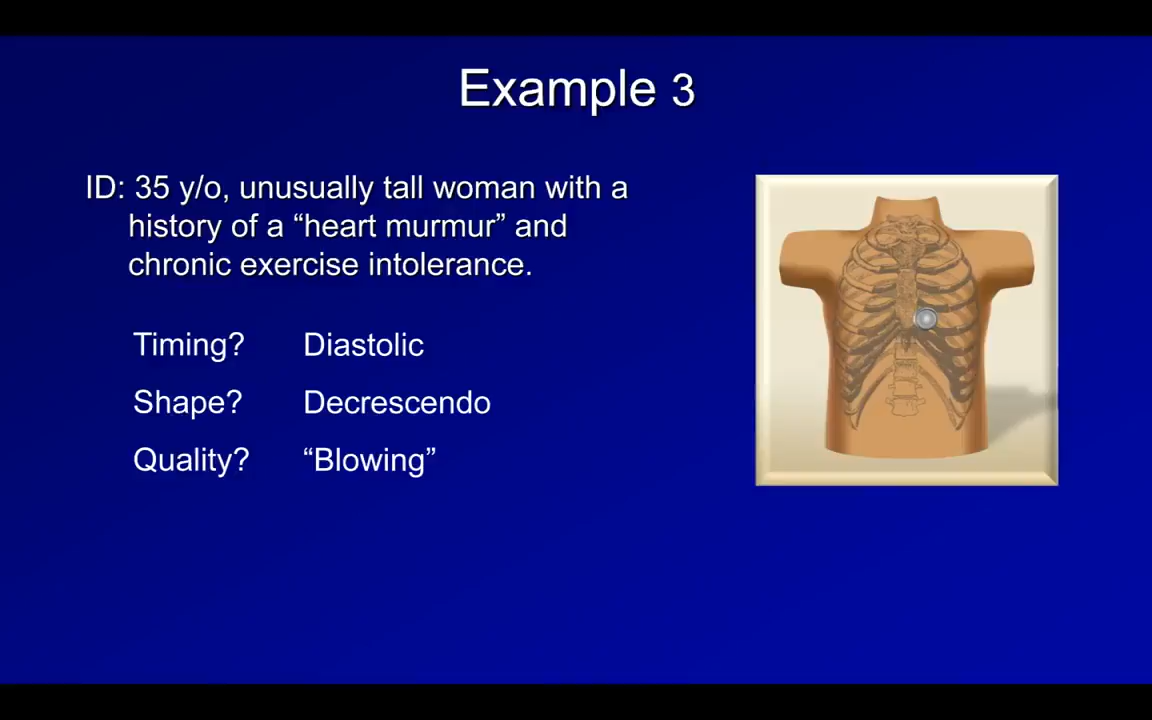 Example 3
ID: 35 y/o, unusually tall woman with a
history of a “heart murmur” and
chronic exercise intolerance.
Timing? Diastolic
Shape? Decrescendo
Quality? “Blowing”